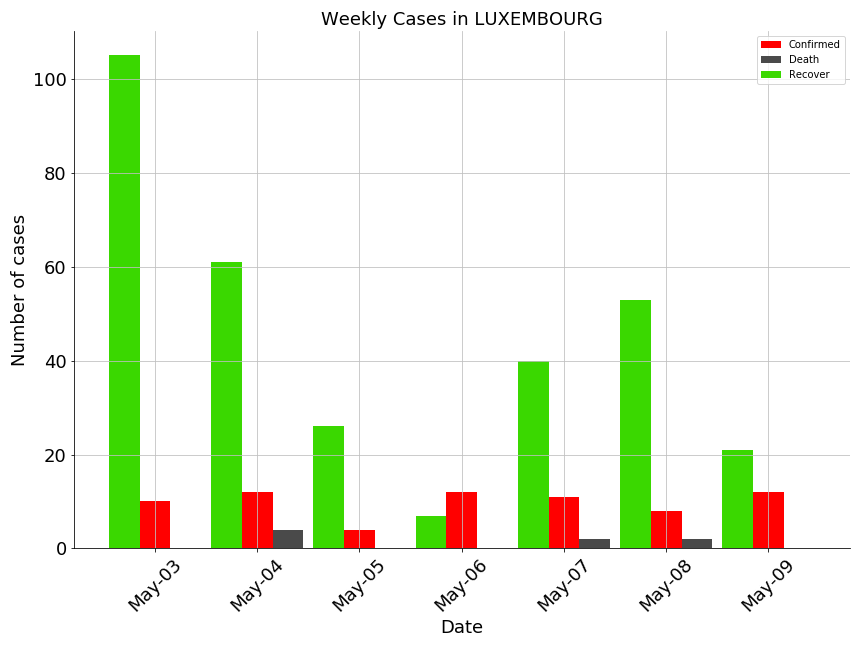 Weekly Cases in LUXEMBOURG
Confirmed
Death
Recover
Number of cases
100
80
60
40
20
0
May-03
May-04
May-05
May-06
May-07
May-08
May-09
Date